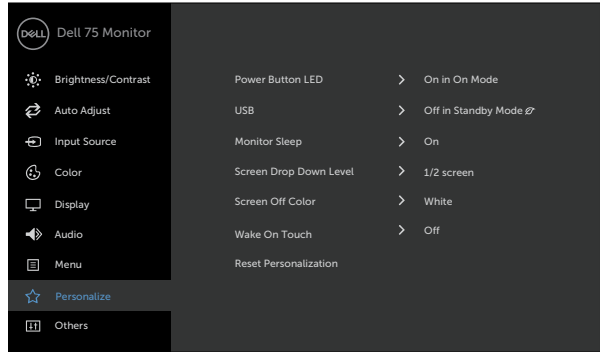 DELL Dell 75 Monitor
Brightness/Contrast
Auto Adjust
Input Source
Color
Display
Audio
Menu
Personalize
Others
Power Button LED > On in On Mode
USB > Off in Standby Mode
Monitor Sleep > On
Screen Drop Down Level > 1/2 screen
Screen Off Color > White
Wake On Touch > Off
Reset Personalization